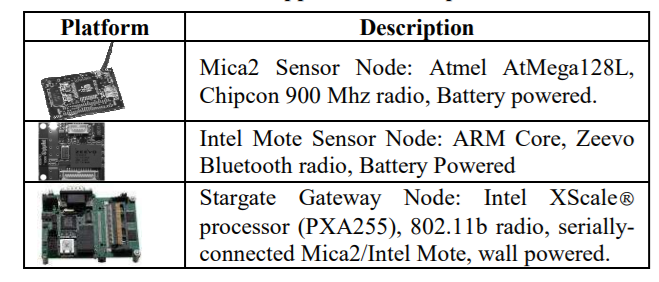 Platform Description
Mica2 Sensor Node: Atmel AtMega128L,
Chipcon 900 Mhz radio, Battery powered.
Intel Mote Sensor Node: ARM Core, Zeevo
Bluetooth radio, Battery Powered
Stargate Gateway Node: Intel XScale®
processor (PXA255), 802.11b radio, serially-
connected Mica2/Intel Mote, wall powered.